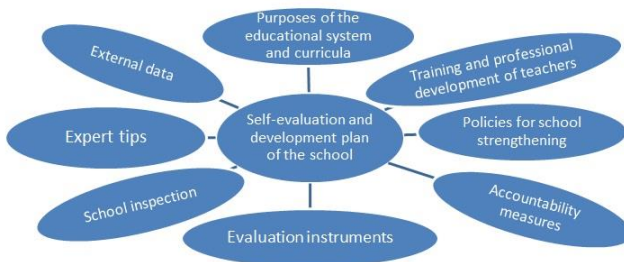 Purposes of the
educational system
and curricula
External data
Training and professional
development of teachers
Expert tips
Self-evaluation and
development plan
of the school
Policies for school
strengthening
School inspection
Accountability
measures
Evaluation instruments